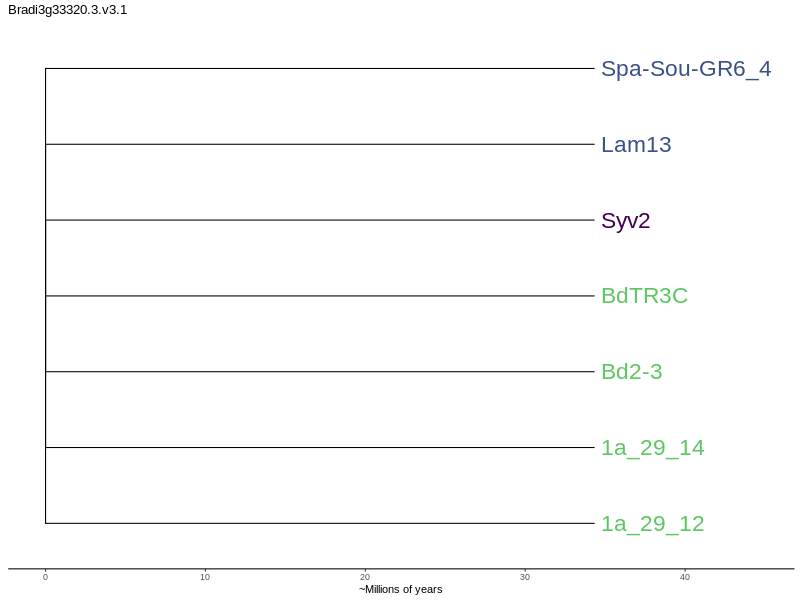 Bradi3g33320.3.v3.1
Spa-Sou-GR6_4
Lam13
Syv2
BdTR3C
Bd2-3
1a_29_14
1a_29_12
0 10 20 30 40
~Millions of years